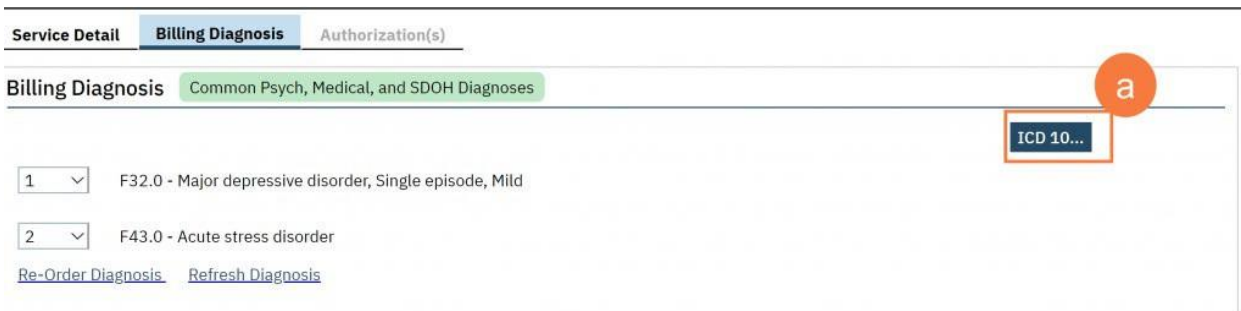 Service Detail Billing Diagnosis Authorization(s)
Billing Diagnosis Common Psych, Medical, and SDOH Diagnoses a
ICD 10...
1 F32.0 - Major depressive disorder, Single episode, Mild
2 F43.0 - Acute stress disorder
Re-Order Diagnosis Refresh Diagnosis